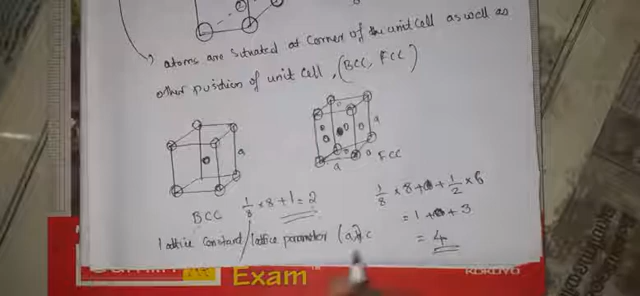 atoms are situated at corner of the unit cell as well as
other position of unit cell, (BCC, FCC)
a
a
a
a
FCC
BCC
1/8 × 8 + 1 = 2
1/8 × 8 + 1/2 × 6
= 1 + 3
= 4
lattice constant/lattice parameter (a)
Exam
KOKUYO